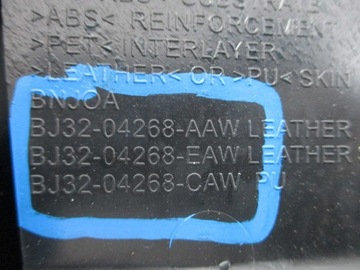 SUBSTRATE
>ABS< REINFORCEMENT
>PET< INTERLAYER
>LEATHER< OR >PU< SKIN
BNJOA
BJ32-04268-AAW LEATHER
BJ32-04268-EAW LEATHER
BJ32-04268-CAW PU